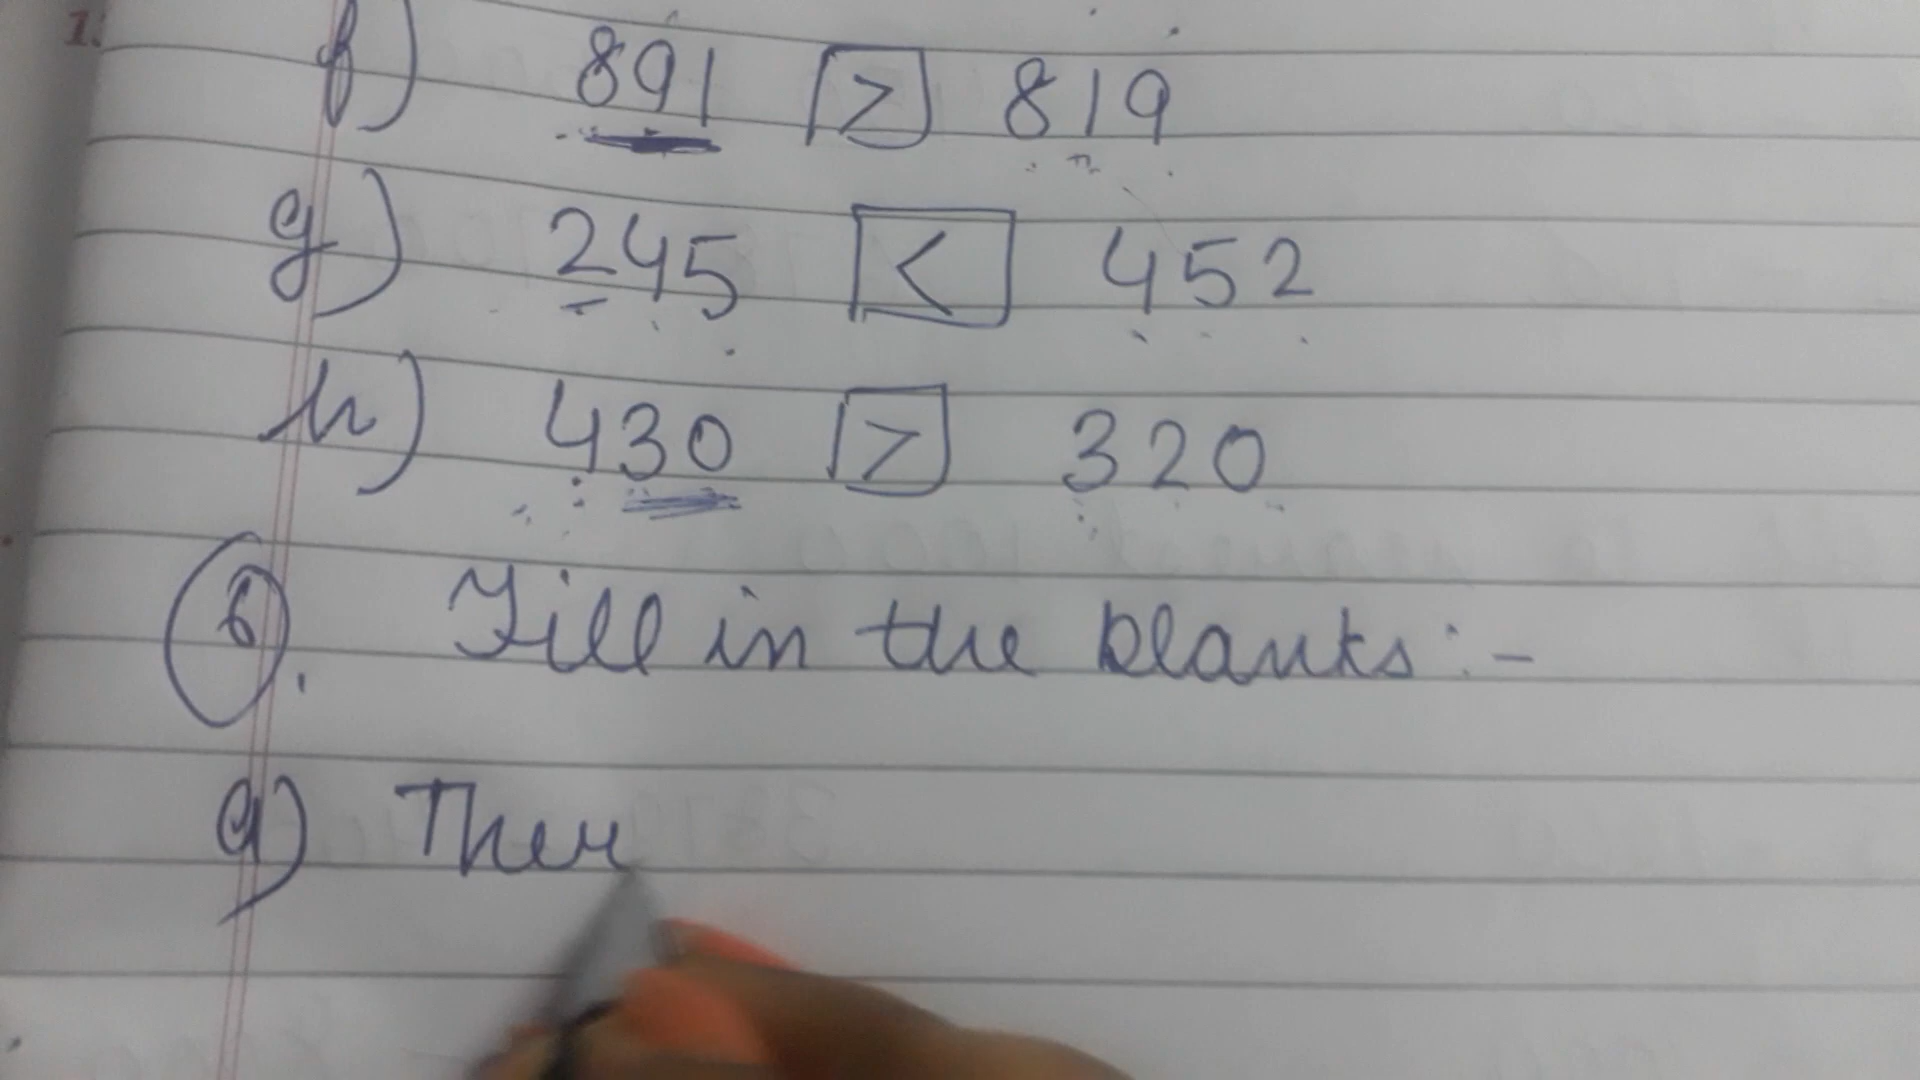 f) 891 > 819
g) 245 < 452
h) 430 > 320
6. Fill in the blanks :-
a) Ther